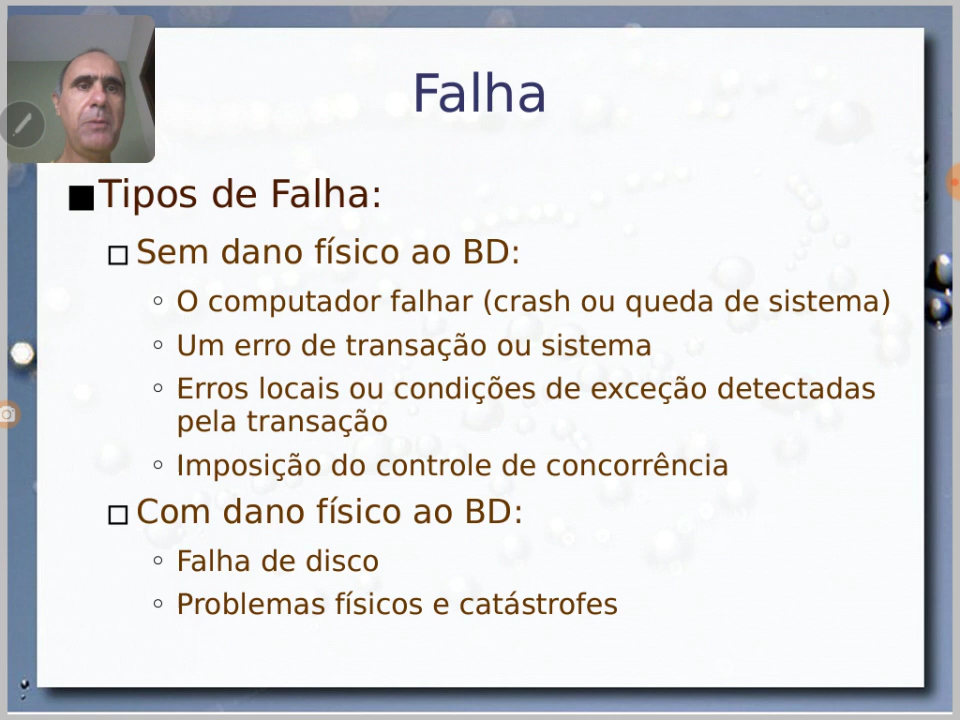 Falha
Tipos de Falha:
Sem dano físico ao BD:
O computador falhar (crash ou queda de sistema)
Um erro de transação ou sistema
Erros locais ou condições de exceção detectadas
pela transação
Imposição do controle de concorrência
Com dano físico ao BD:
Falha de disco
Problemas físicos e catástrofes